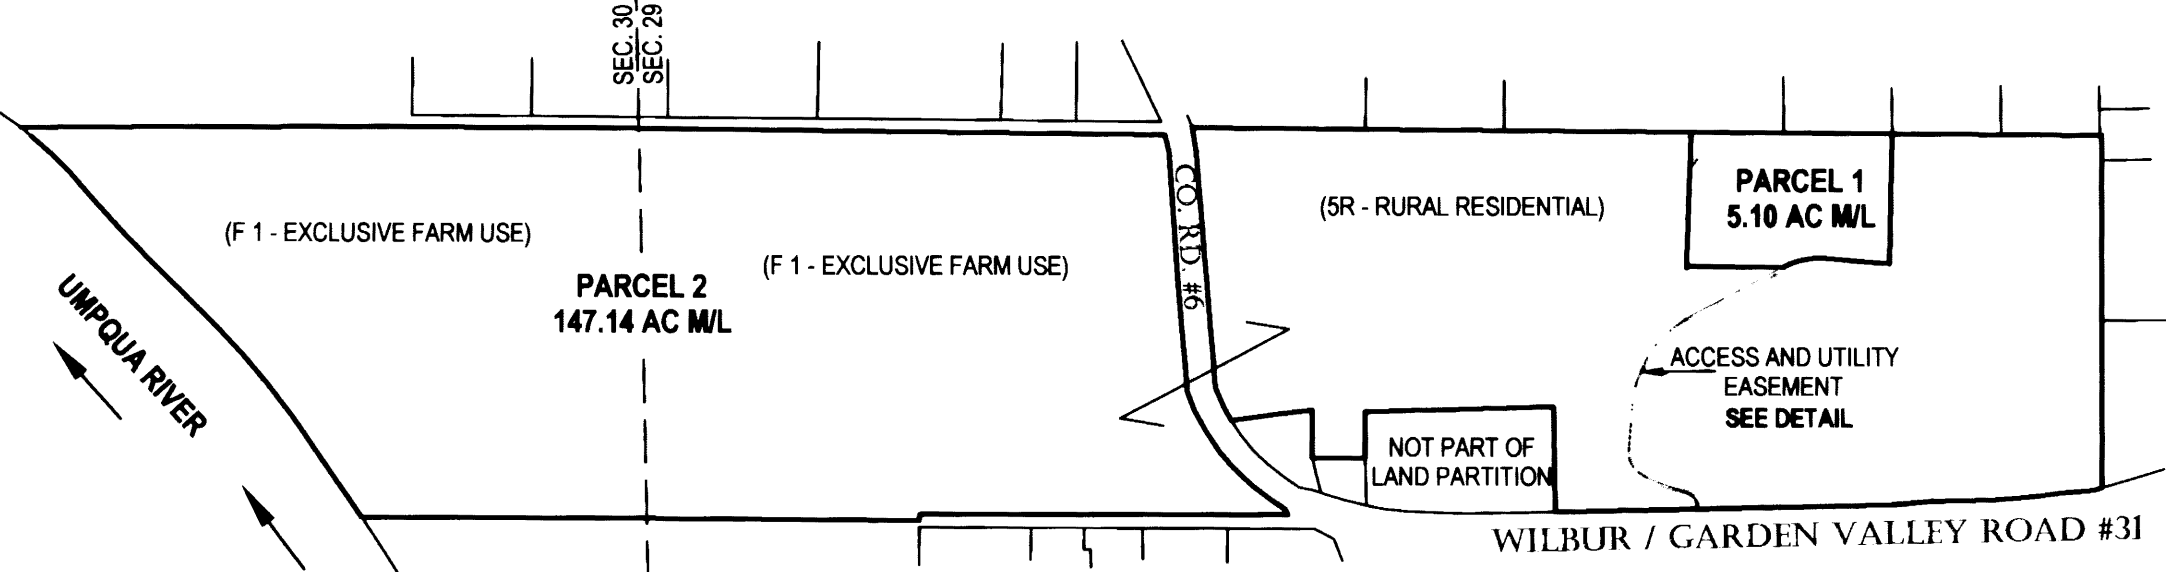 SEC. 30
SEC. 29
(F 1 - EXCLUSIVE FARM USE)
PARCEL 2
147.14 AC M/L
(F 1 - EXCLUSIVE FARM USE)
UMPQUA RIVER
CO. RD. #6
(5R - RURAL RESIDENTIAL)
PARCEL 1
5.10 AC M/L
ACCESS AND UTILITY
EASEMENT
SEE DETAIL
NOT PART OF
LAND PARTITION
WILBUR / GARDEN VALLEY ROAD #31